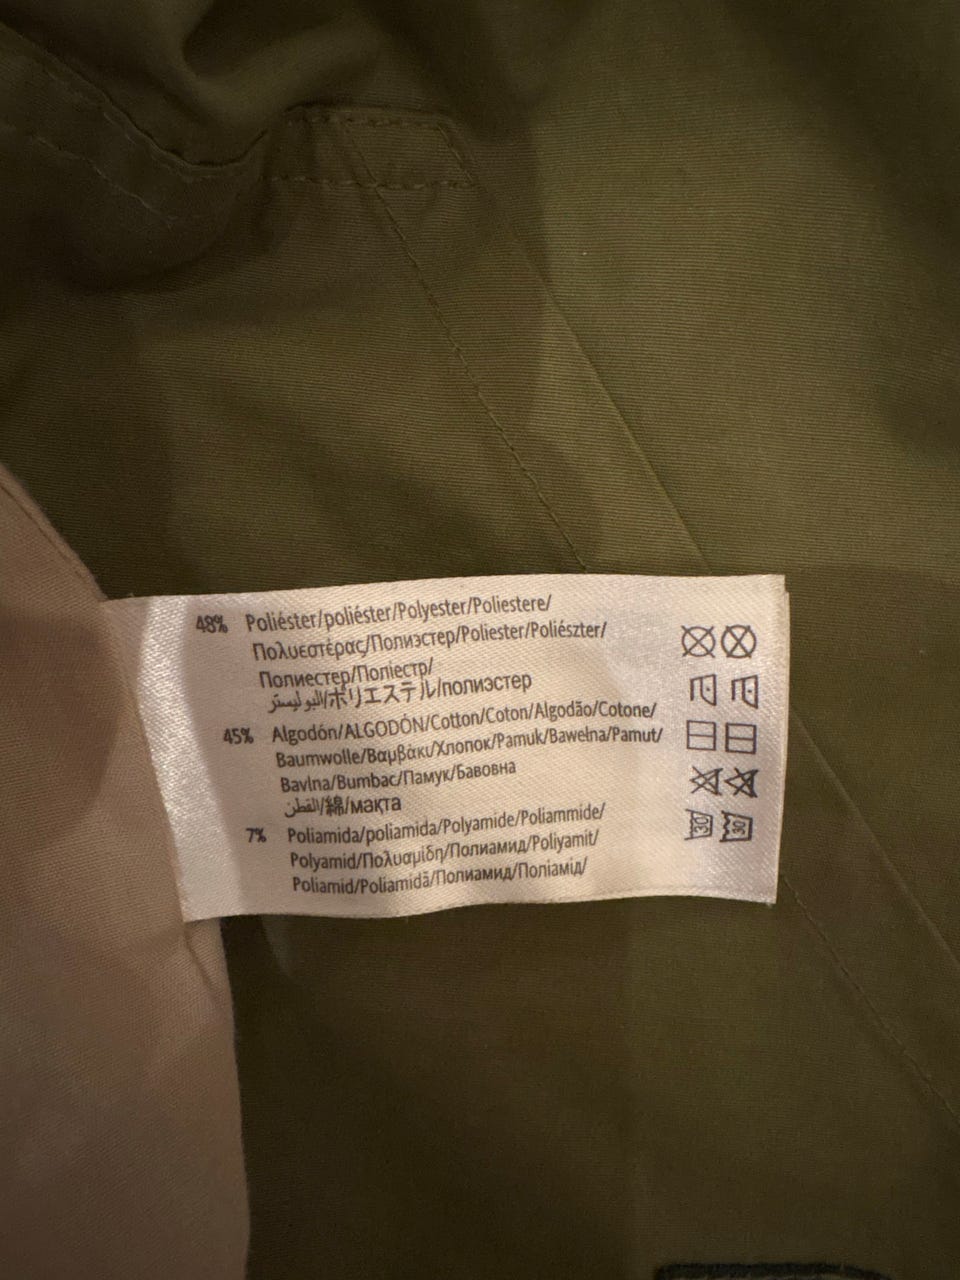 48% Poliéster/poliéster/Polyester/Poliestere/
Πολυεστέρας/Полиэстер/Poliester/Poliészter/
Полиестер/Поліестр/
البوليستر/ポリエステル/полиэстер
45% Algodón/ALGODÓN/Cotton/Coton/Algodão/Cotone/
Baumwolle/Βαμβάκι/Хлопок/Pamuk/Bawełna/Pamut/
Bavlna/Bumbac/Памук/Бавовна
القطن/綿/мақта
7% Poliamida/poliamida/Polyamide/Poliammide/
Polyamid/Πολυαμίδη/Полиамид/Poliyamit/
Poliamid/Poliamidă/Полиамид/Поліамід/
30 30